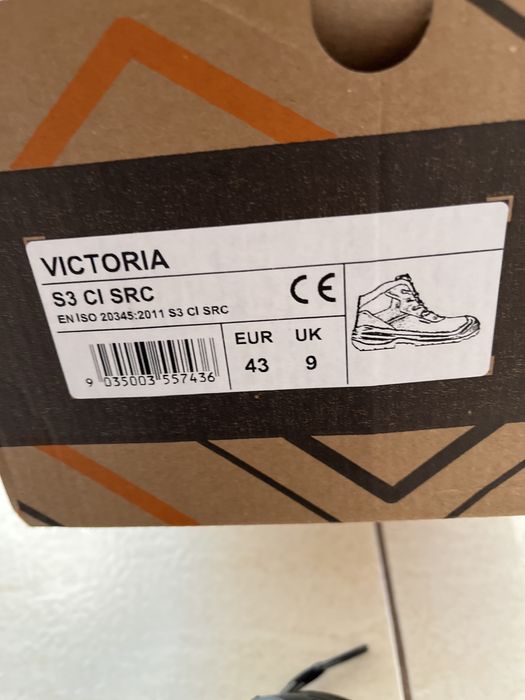 VICTORIA
S3 CI SRC
EN ISO 20345:2011 S3 CI SRC
CE
EUR UK
43 9
9 035003 557436